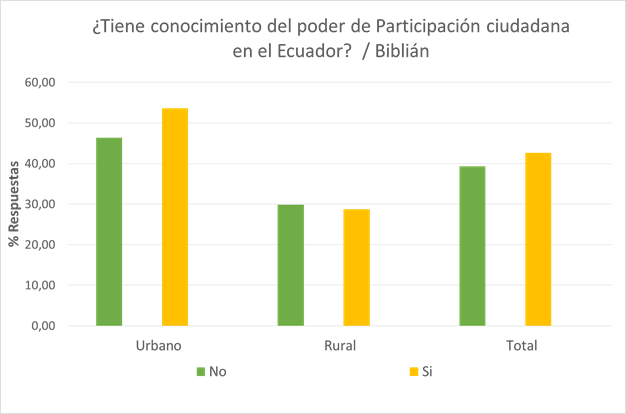 ¿Tiene conocimiento del poder de Participación ciudadana
en el Ecuador? / Biblián
60,00
50,00
40,00
30,00
20,00
10,00
0,00
% Respuestas
Urbano Rural Total
No Si